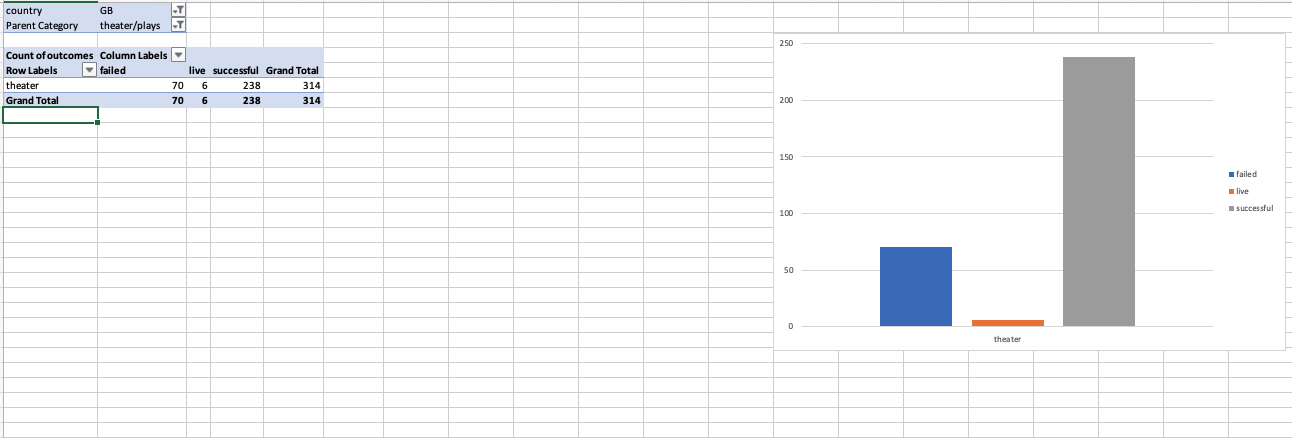 country GB
Parent Category theater/plays
Count of outcomes Column Labels
Row Labels failed live successful Grand Total
theater 70 6 238 314
Grand Total 70 6 238 314
250
200
150
100
50
0
theater
failed
live
successful